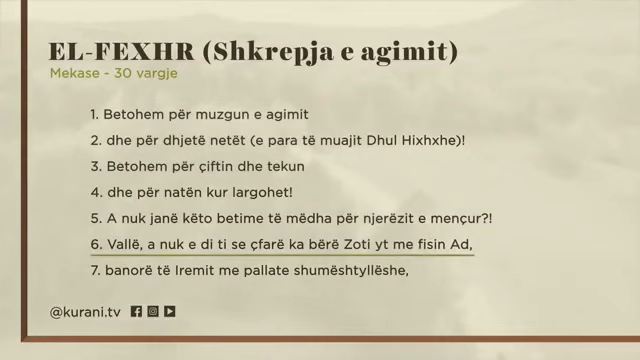 EL-FEXHR (Shkrepja e agimit)
Mekase - 30 vargje
1. Betohem për muzgun e agimit
2. dhe për dhjetë netët (e para të muajit Dhul Hixhxhe)!
3. Betohem për çiftin dhe tekun
4. dhe për natën kur largohet!
5. A nuk janë këto betime të mëdha për njerëzit e mençur?!
6. Vallë, a nuk e di ti se çfarë ka bërë Zoti yt me fisin Ad,
7. banorë të Iremit me pallate shumështyllëshe,
@kurani.tv